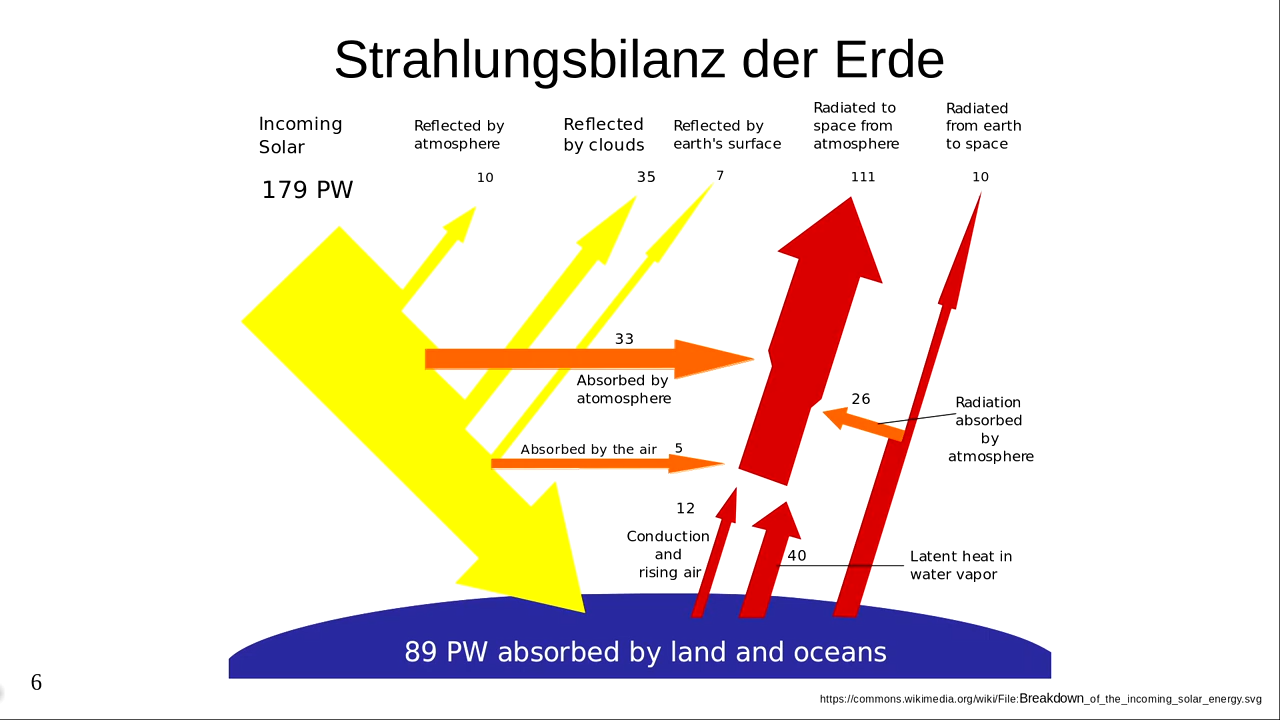 Strahlungsbilanz der Erde
Incoming
Solar
179 PW
Reflected by
atmosphere
10
Reflected
by clouds
35
Reflected by
earth's surface
7
Radiated to
space from
atmosphere
111
Radiated
from earth
to space
10
33
Absorbed by
atomosphere
26
Radiation
absorbed
by
atmosphere
Absorbed by the air 5
12
Conduction
and
rising air
40
Latent heat in
water vapor
89 PW absorbed by land and oceans
6
https://commons.wikimedia.org/wiki/File:Breakdown_of_the_incoming_solar_energy.svg